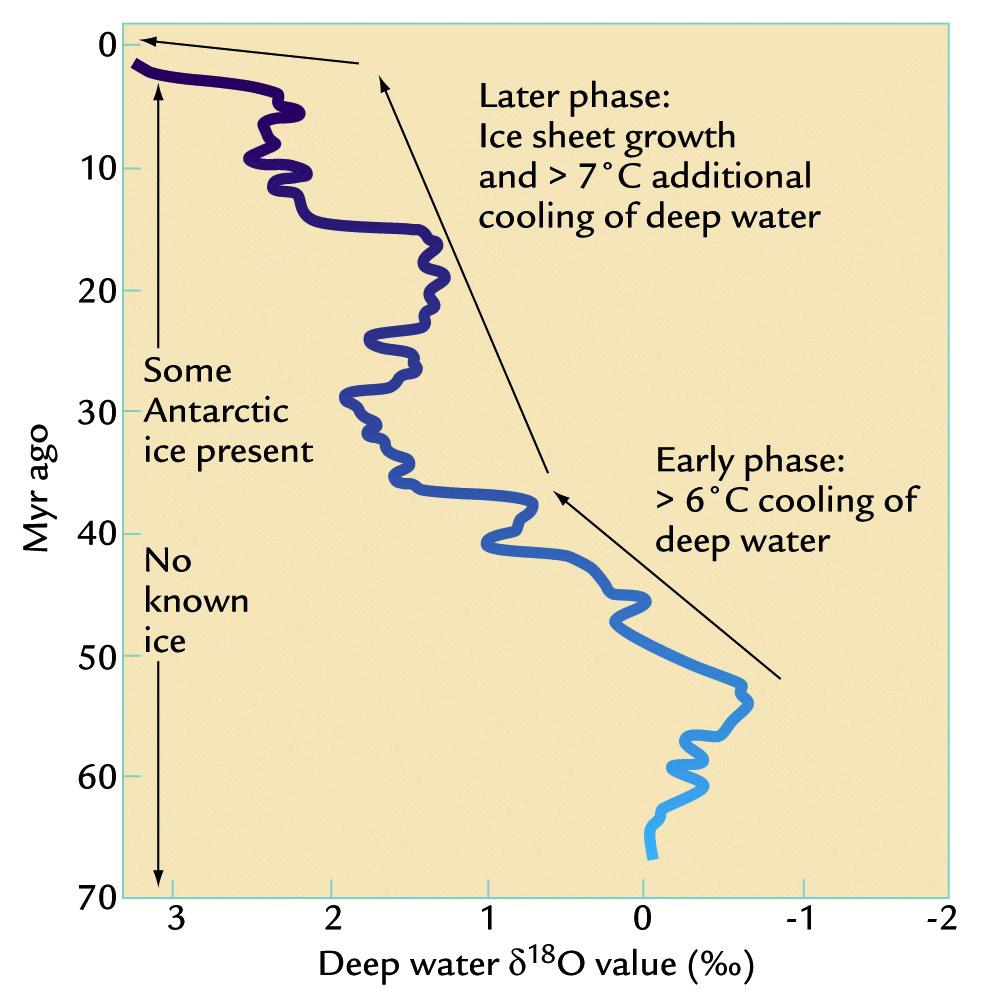 0
10
20
30
40
50
60
70
Myr ago
Later phase:
Ice sheet growth
and > 7°C additional
cooling of deep water
Some
Antarctic
ice present
Early phase:
> 6°C cooling of
deep water
No
known
ice
3 2 1 0 -1 -2
Deep water δ¹⁸O value (‰)